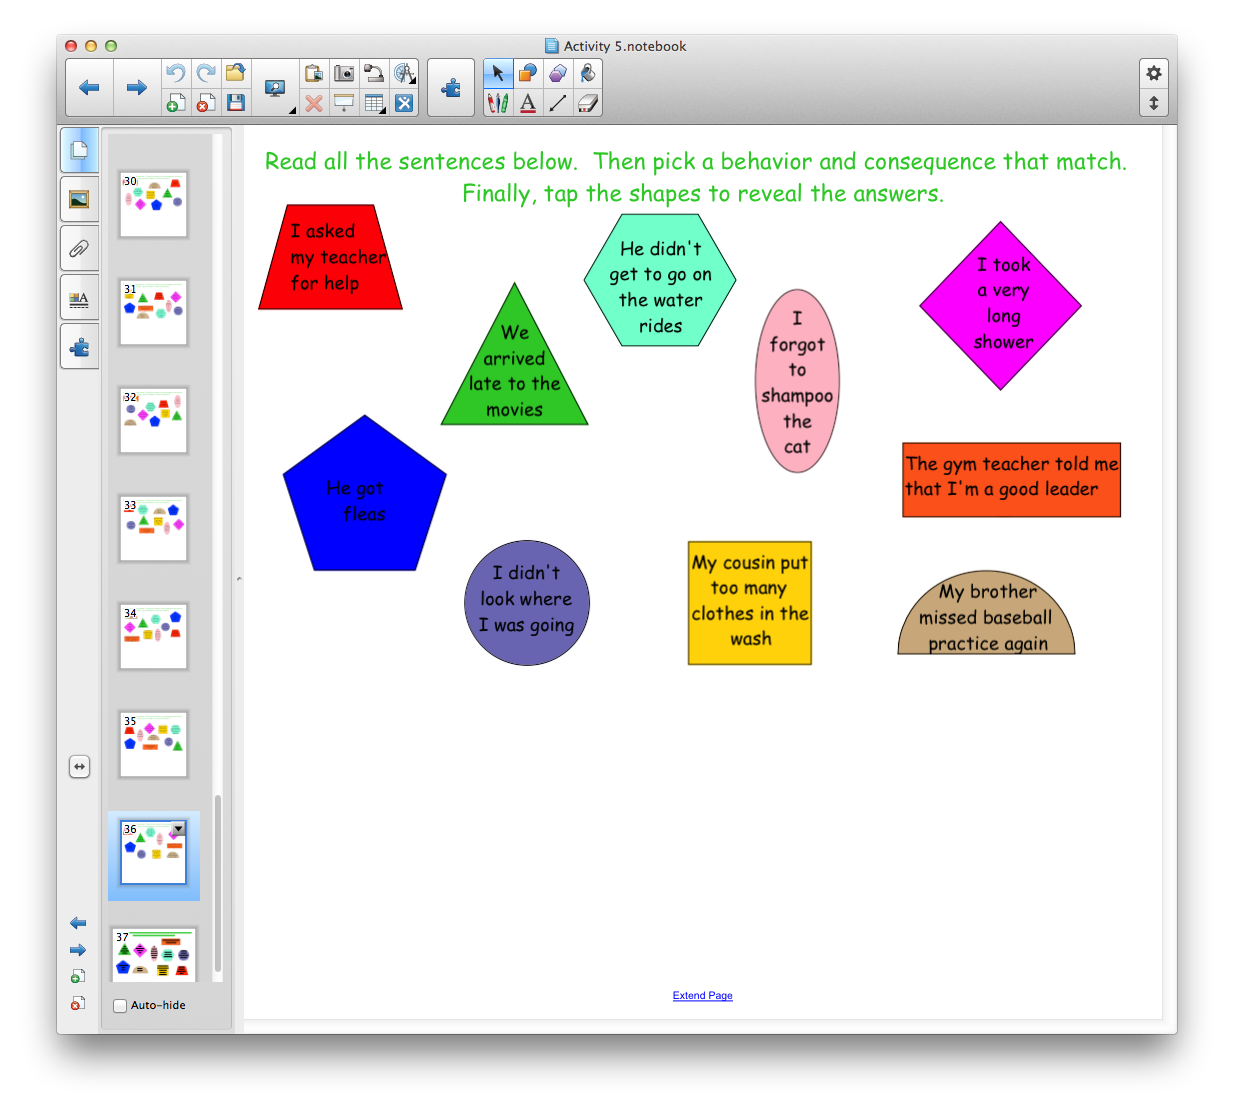 Activity 5.notebook
Read all the sentences below.  Then pick a behavior and consequence that match.
Finally, tap the shapes to reveal the answers.
I asked
my teacher
for help
He didn't
get to go on
the water
rides
I took
a very
long
shower
We
arrived
late to the
movies
I
forgot
to
shampoo
the
cat
The gym teacher told me
that I'm a good leader
He got
fleas
I didn't
look where
I was going
My cousin put
too many
clothes in the
wash
My brother
missed baseball
practice again
30
31
32
33
34
35
36
37
Auto-hide
Extend Page